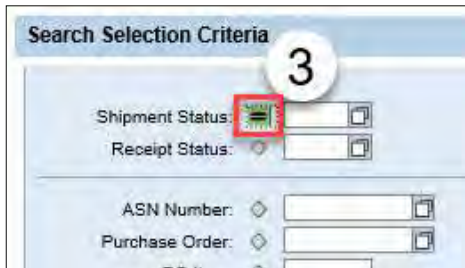 Search Selection Criteria
3
Shipment Status:
Receipt Status:
ASN Number:
Purchase Order: